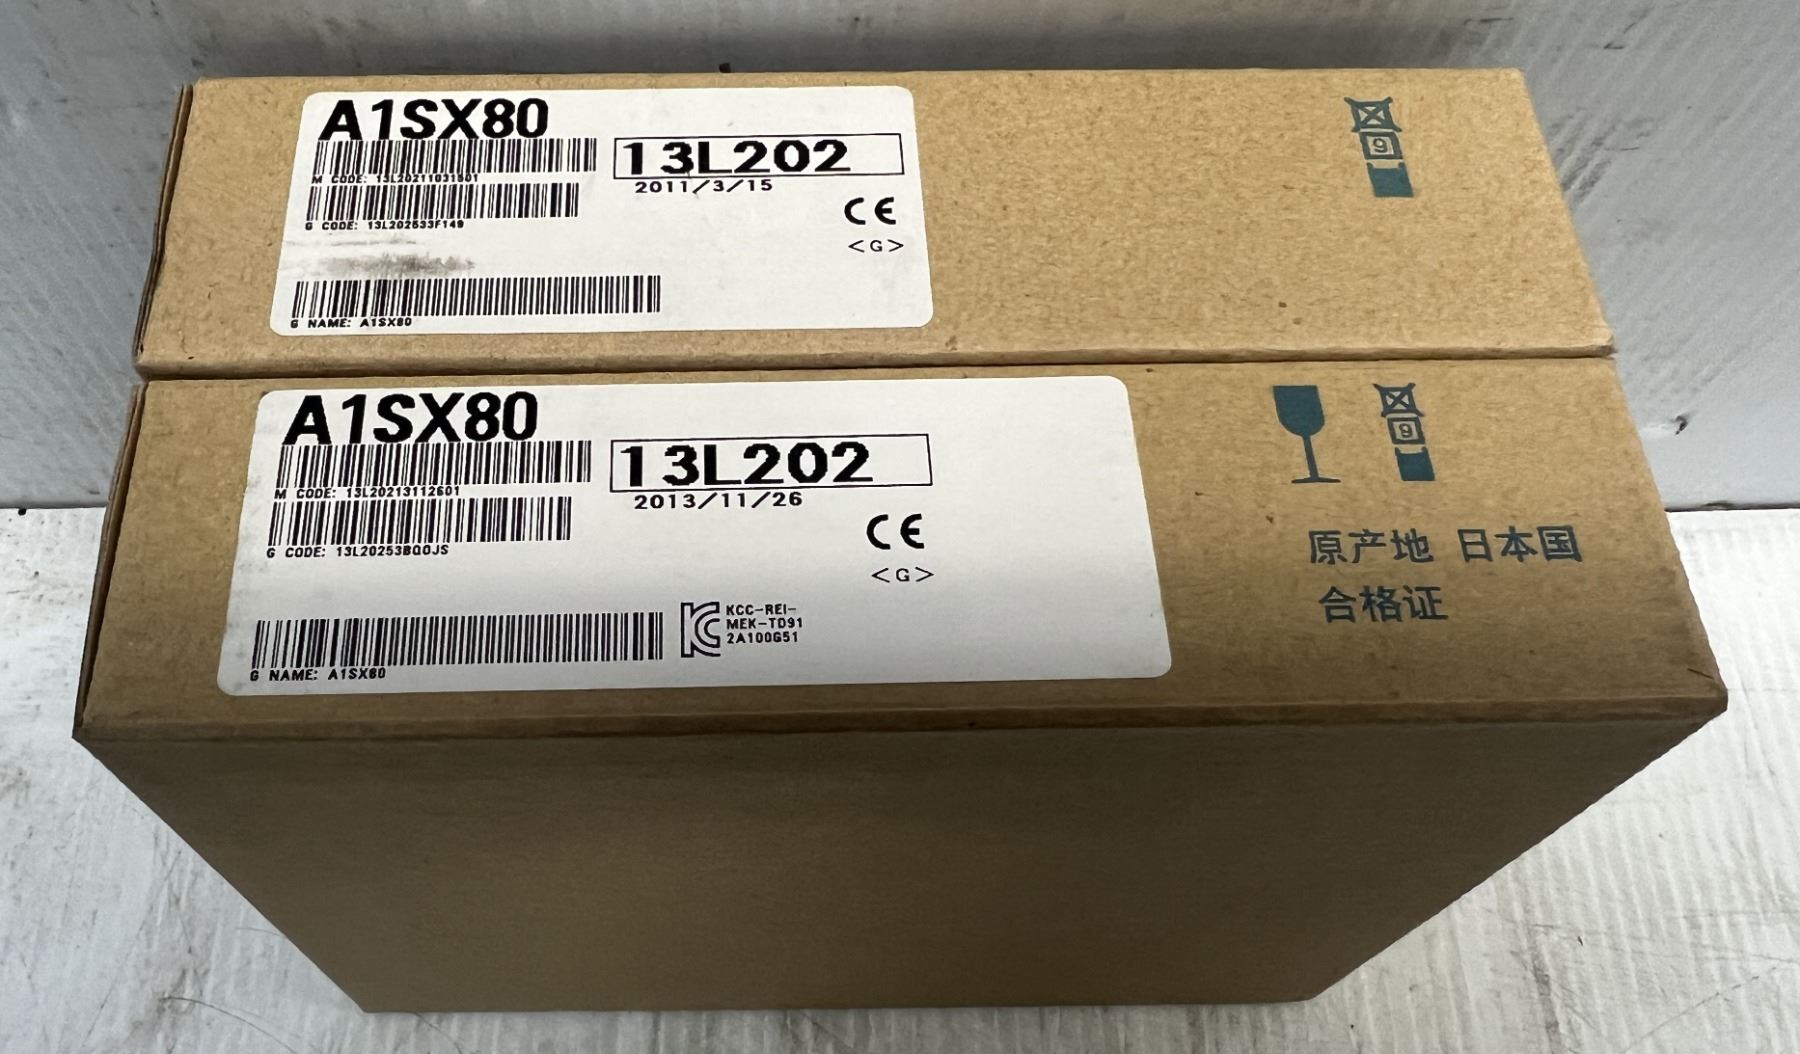 A1SX80
13L202
M CODE: 13L20211031501
2011/3/15
G CODE: 13L202533F149
CE
<G>
G NAME: A1SX80
9
A1SX80
13L202
M CODE: 13L20213112601
2013/11/26
G CODE: 13L20253BQ0JS
CE
<G>
KCC-REI-
MEK-TD91
2A100G51
G NAME: A1SX80
9
原产地 日本国
合格证